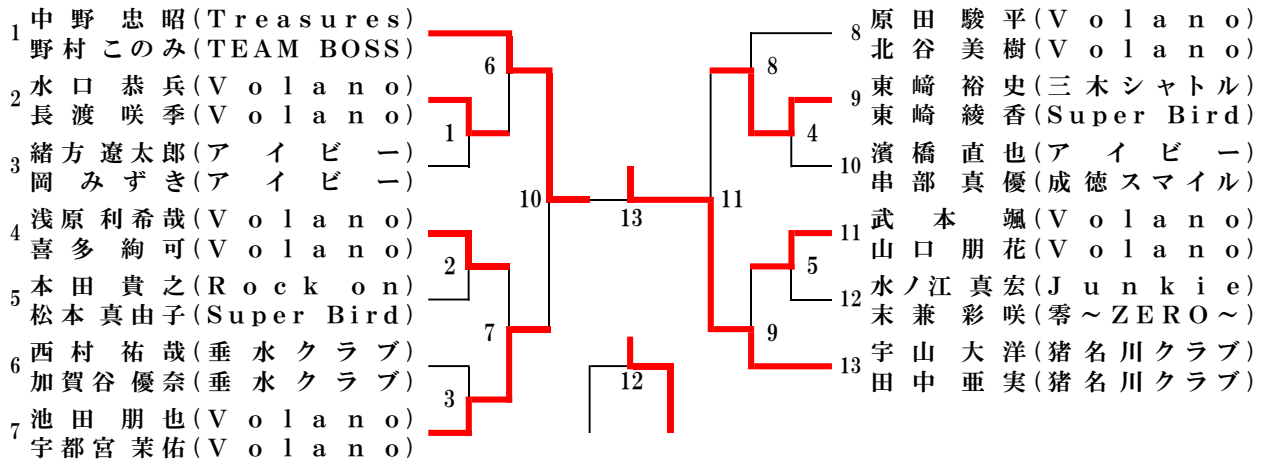 1 中野 忠昭(Treasures)
野村 このみ(TEAM BOSS)
2 水口 恭兵(Volano)
長渡 咲季(Volano)
3 緒方 遼太郎(アイビー)
岡 みずき(アイビー)
4 浅原 利希哉(Volano)
喜多 絢可(Volano)
5 本田 貴之(Rock on)
松本 真由子(Super Bird)
6 西村 祐哉(垂水クラブ)
加賀谷 優奈(垂水クラブ)
7 池田 朋也(Volano)
宇都宮 茉佑(Volano)
6
1
10
2
7
3
13
12
8
4
11
5
9
8 原田 駿平(Volano)
北谷 美樹(Volano)
9 東﨑 裕史(三木シャトル)
東崎 綾香(Super Bird)
10 濱橋 直也(アイビー)
串部 真優(成徳スマイル)
11 武本 颯(Volano)
山口 朋花(Volano)
12 水ノ江 真宏(Junkie)
末兼 彩咲(零～ZERO～)
13 宇山 大洋(猪名川クラブ)
田中 亜実(猪名川クラブ)